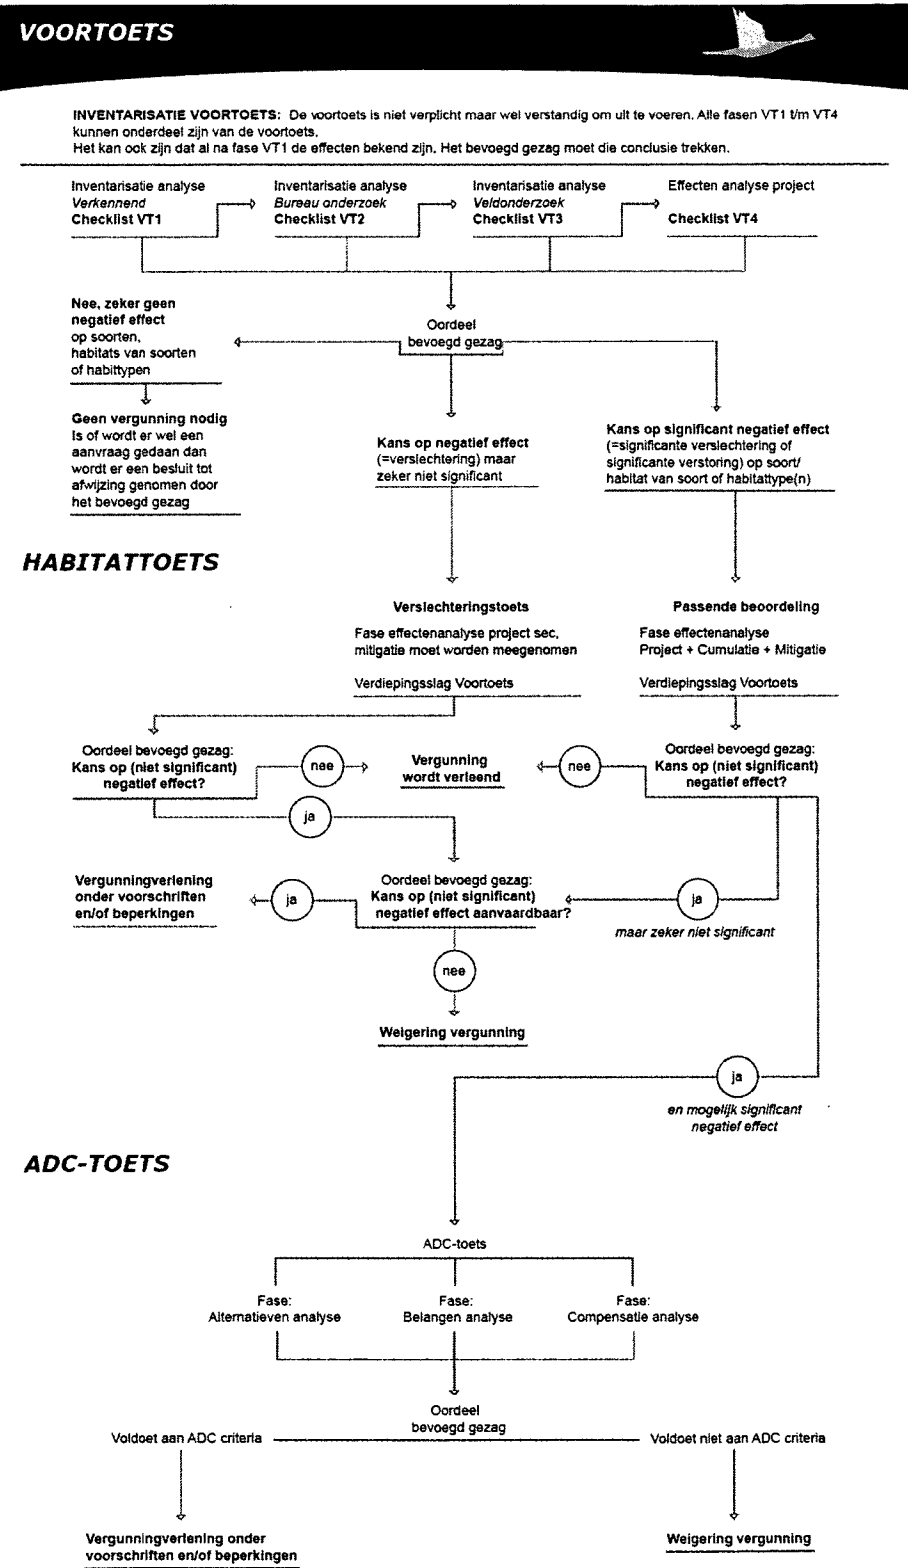 VOORTOETS
INVENTARISATIE VOORTOETS: De voortoets is niet verplicht maar wel verstandig om uit te voeren. Alle fasen VT1 t/m VT4
kunnen onderdeel zijn van de voortoets.
Het kan ook zijn dat al na fase VT1 de effecten bekend zijn. Het bevoegd gezag moet die conclusie trekken.
Inventarisatie analyse
Verkennend
Checklist VT1
Inventarisatie analyse
Bureau onderzoek
Checklist VT2
Inventarisatie analyse
Veldonderzoek
Checklist VT3
Effecten analyse project
Checklist VT4
Oordeel
bevoegd gezag
Nee, zeker geen
negatief effect
op soorten,
habitats van soorten
of habittypen
Geen vergunning nodig
Is of wordt er wel een
aanvraag gedaan dan
wordt er een besluit tot
afwijzing genomen door
het bevoegd gezag
Kans op negatief effect
(=verslechtering) maar
zeker niet significant
Kans op significant negatief effect
(=significante verslechtering of
significante verstoring) op soort/
habitat van soort of habitattype(n)
HABITATTOETS
Verslechteringstoets
Fase effectenanalyse project sec,
mitigatie moet worden meegenomen
Verdiepingsslag Voortoets
Passende beoordeling
Fase effectenanalyse
Project + Cumulatie + Mitigatie
Verdiepingsslag Voortoets
Oordeel bevoegd gezag:
Kans op (niet significant)
negatief effect?
nee
Vergunning
wordt verleend
nee
Oordeel bevoegd gezag:
Kans op (niet significant)
negatief effect?
ja
Vergunningverlening
onder voorschriften
en/of beperkingen
ja
Oordeel bevoegd gezag:
Kans op (niet significant)
negatief effect aanvaardbaar?
ja
maar zeker niet significant
nee
Weigering vergunning
ja
en mogelijk significant
negatief effect
ADC-TOETS
ADC-toets
Fase:
Alternatieven analyse
Fase:
Belangen analyse
Fase:
Compensatie analyse
Oordeel
bevoegd gezag
Voldoet aan ADC criteria
Voldoet niet aan ADC criteria
Vergunningverlening onder
voorschriften en/of beperkingen
Weigering vergunning